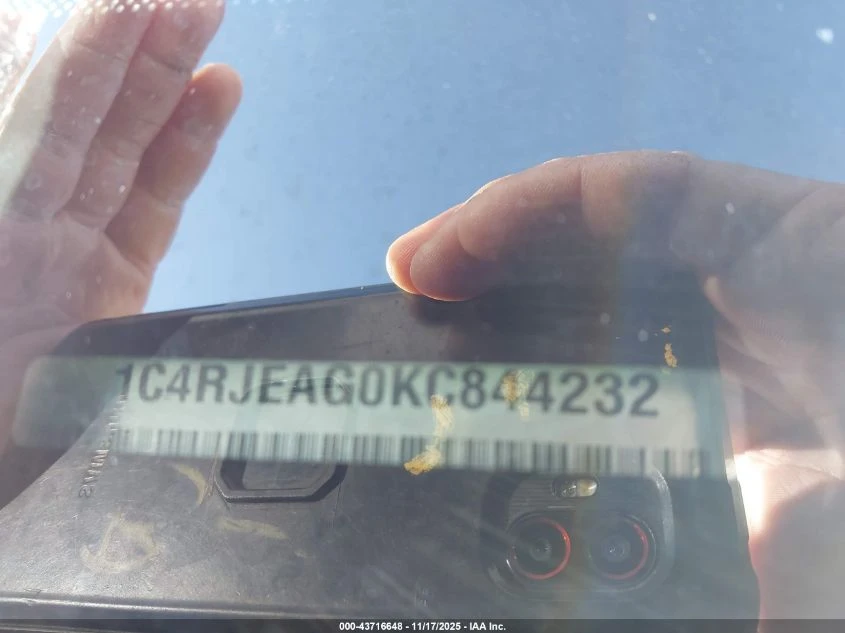 1C4RJEAG0KC844232
000-43716648 - 11/17/2025 - IAA Inc.